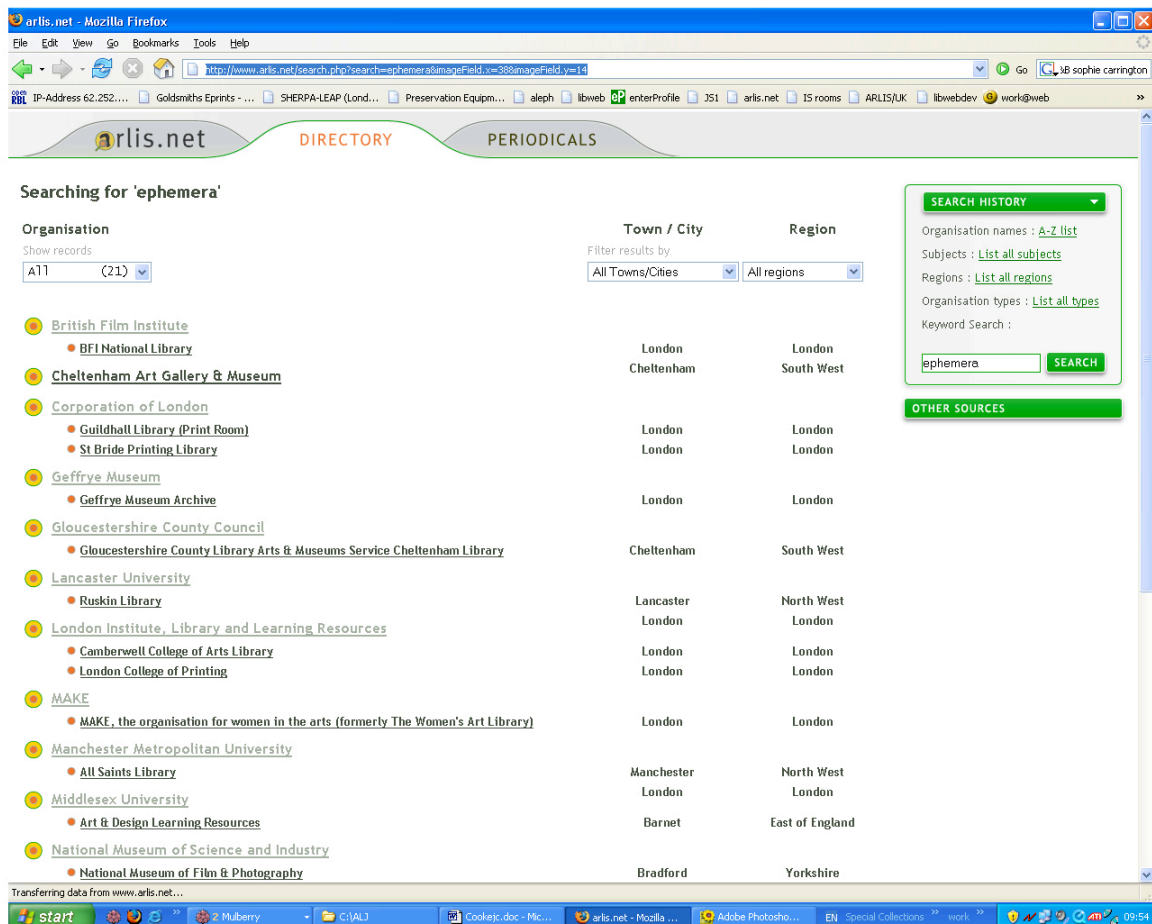 arlis.net - Mozilla Firefox
File Edit View Go Bookmarks Tools Help
http://www.arlis.net/search.php?search=ephemera&imageField.x=38&imageField.y=14 Go sophie carrington
IP-Address 62.252.... Goldsmiths Eprints - ... SHERPA-LEAP (Lond... Preservation Equipm... aleph libweb enterProfile JS1 arlis.net IS rooms ARLIS/UK libwebdev work@web »
arlis.net DIRECTORY PERIODICALS
Searching for 'ephemera'
Organisation Town / City Region
Show records Filter results by
All (21) All Towns/Cities All regions
British Film Institute
BFI National Library London London
Cheltenham Art Gallery & Museum Cheltenham South West
Corporation of London
Guildhall Library (Print Room) London London
St Bride Printing Library London London
Geffrye Museum
Geffrye Museum Archive London London
Gloucestershire County Council
Gloucestershire County Library Arts & Museums Service Cheltenham Library Cheltenham South West
Lancaster University
Ruskin Library Lancaster North West
London Institute, Library and Learning Resources London London
Camberwell College of Arts Library London London
London College of Printing London London
MAKE
MAKE, the organisation for women in the arts (formerly The Women's Art Library) London London
Manchester Metropolitan University
All Saints Library Manchester North West
Middlesex University London London
Art & Design Learning Resources Barnet East of England
National Museum of Science and Industry
National Museum of Film & Photography Bradford Yorkshire
SEARCH HISTORY
Organisation names : A-Z list
Subjects : List all subjects
Regions : List all regions
Organisation types : List all types
Keyword Search :
ephemera SEARCH
OTHER SOURCES
Transferring data from www.arlis.net...
start » 2 Mulberry C:\ALJ Cookejc.doc - Mic... arlis.net - Mozilla ... Adobe Photosho... EN Special Collections » work » 09:54